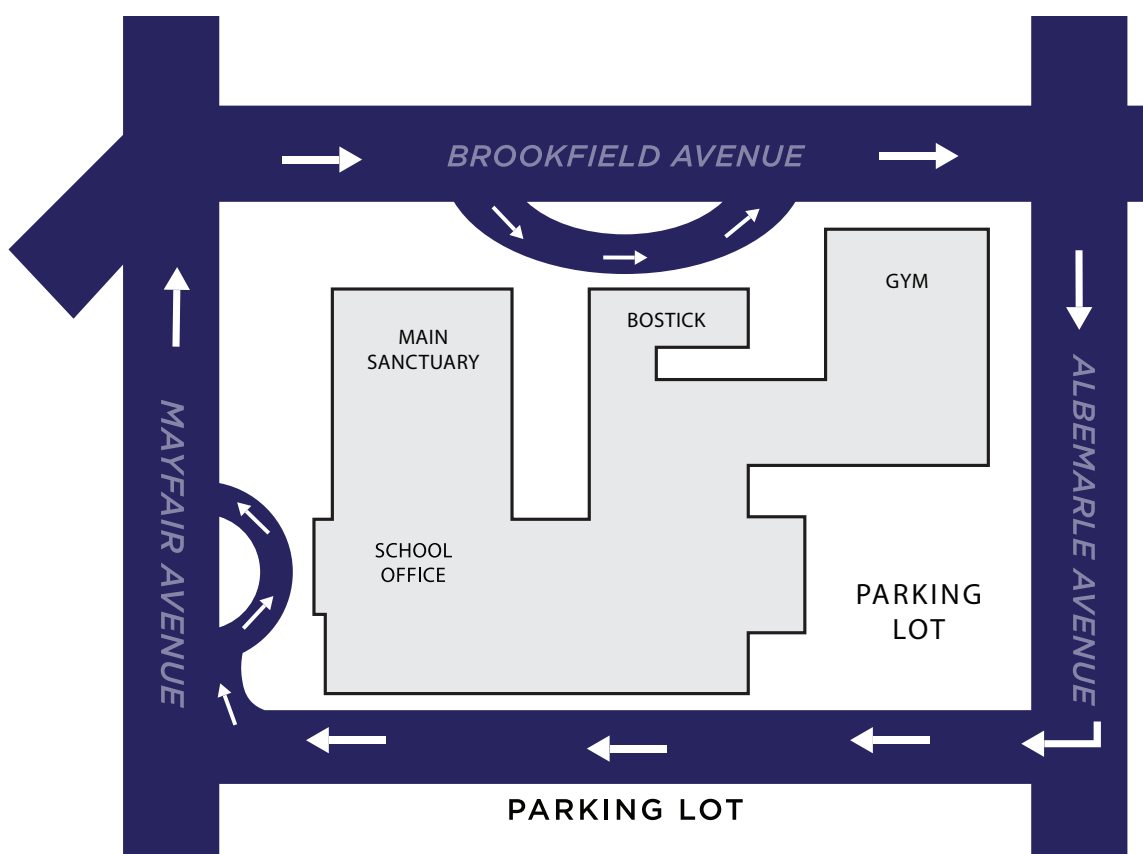 BROOKFIELD AVENUE
GYM
BOSTICK
MAIN
SANCTUARY
MAYFAIR AVENUE
ALBEMARLE AVENUE
SCHOOL
OFFICE
PARKING
LOT
PARKING LOT